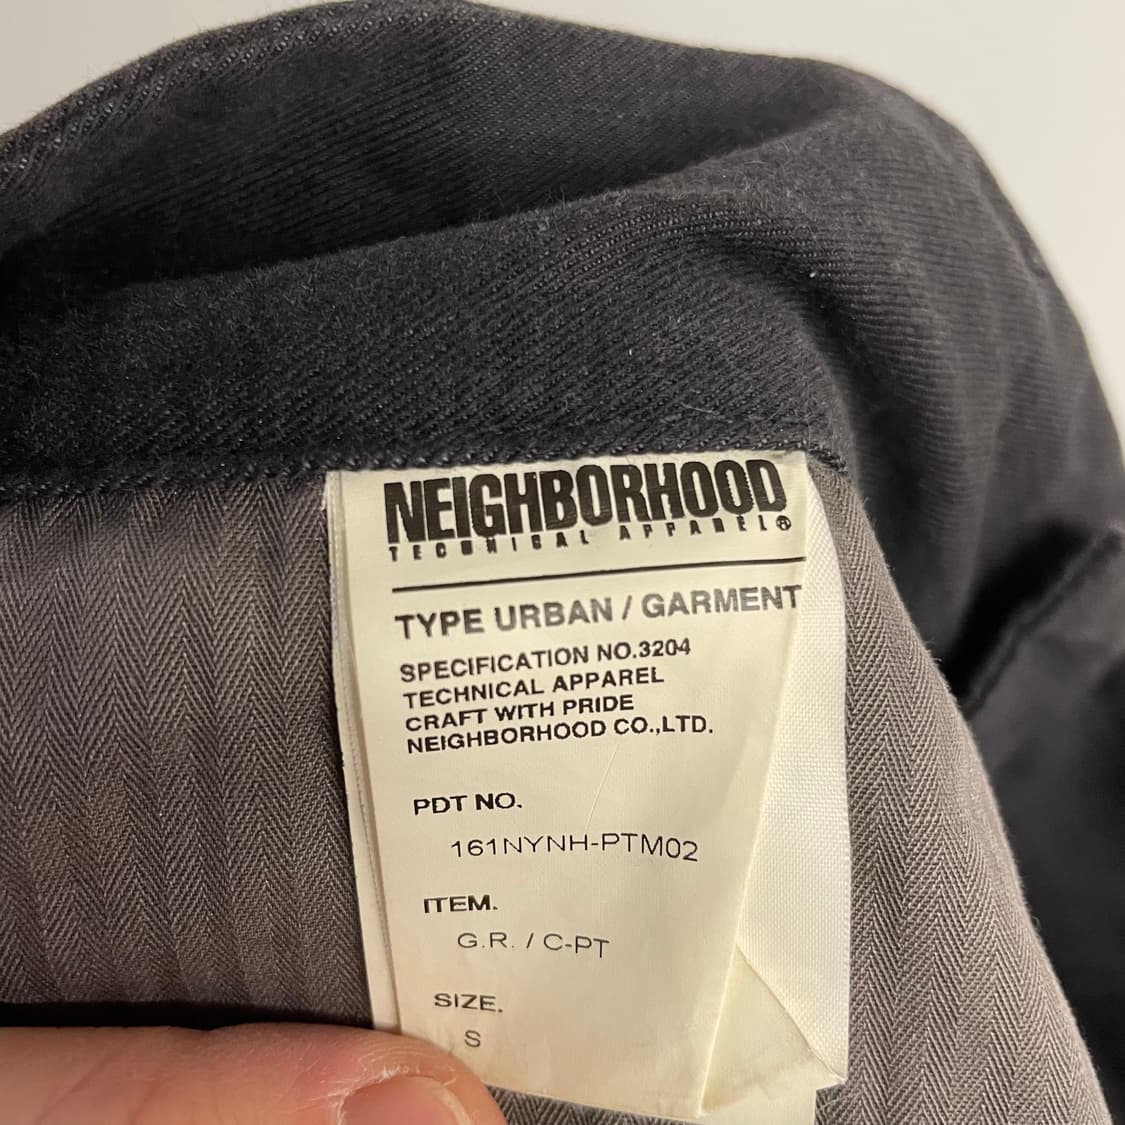 NEIGHBORHOOD
TECHNICAL APPAREL®
TYPE URBAN / GARMENT
SPECIFICATION NO.3204
TECHNICAL APPAREL
CRAFT WITH PRIDE
NEIGHBORHOOD CO.,LTD.
PDT NO.
161NYNH-PTM02
ITEM.
G.R. / C-PT
SIZE.
S